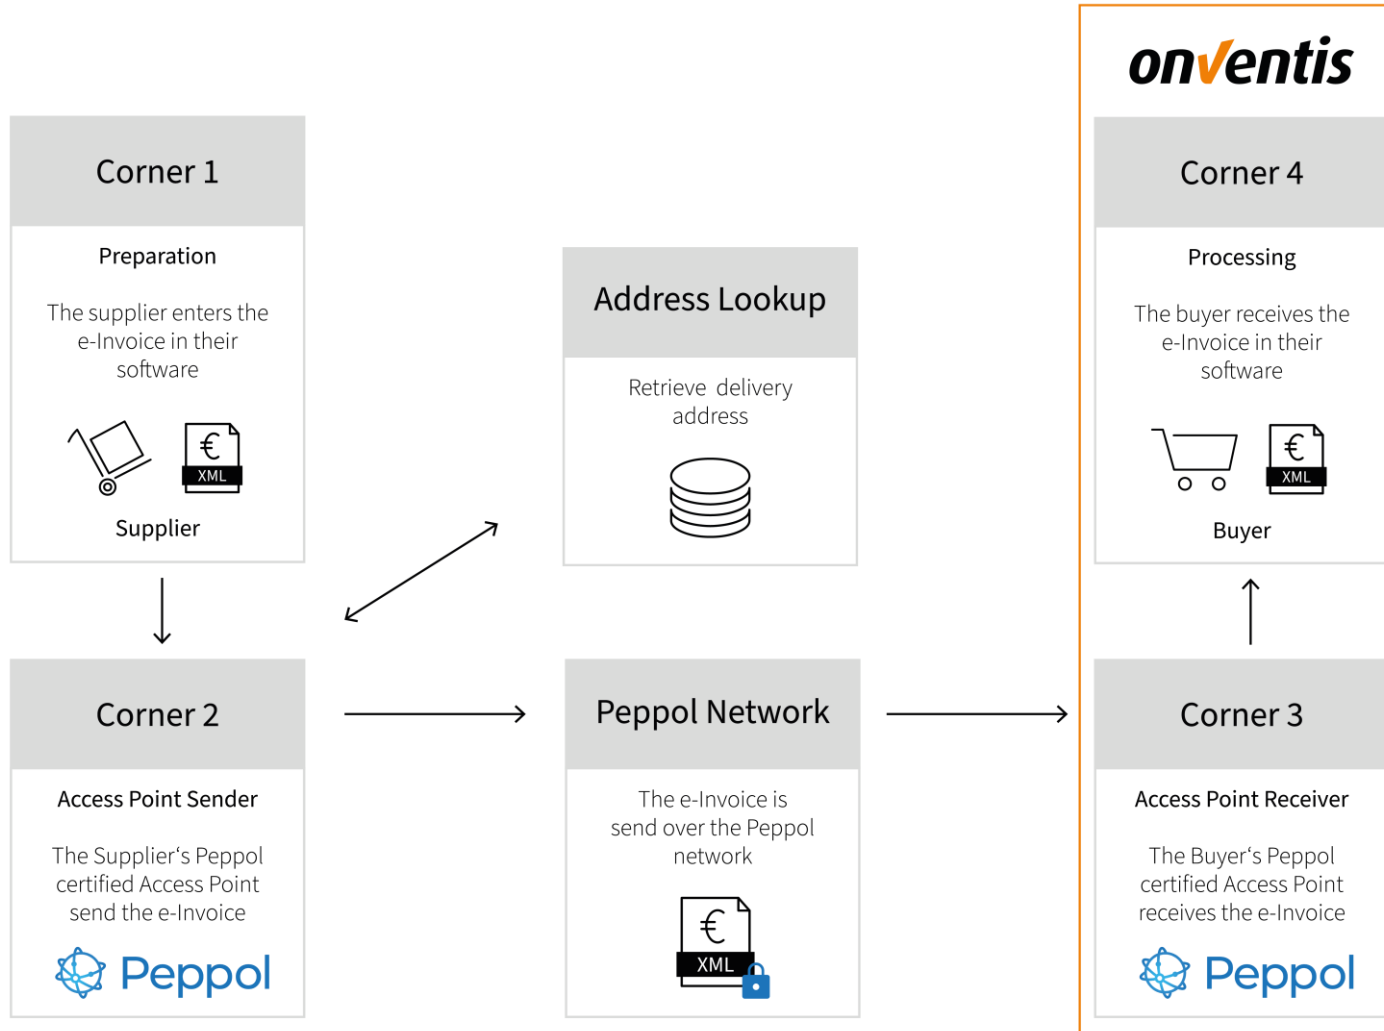 onventis
Corner 1
Preparation
The supplier enters the
e-Invoice in their
software
€
XML
Supplier
Address Lookup
Retrieve delivery
address
Corner 4
Processing
The buyer receives the
e-Invoice in their
software
€
XML
Buyer
Corner 2
Access Point Sender
The Supplier‘s Peppol
certified Access Point
send the e-Invoice
Peppol
Peppol Network
The e-Invoice is
send over the Peppol
network
€
XML
Corner 3
Access Point Receiver
The Buyer‘s Peppol
certified Access Point
receives the e-Invoice
Peppol